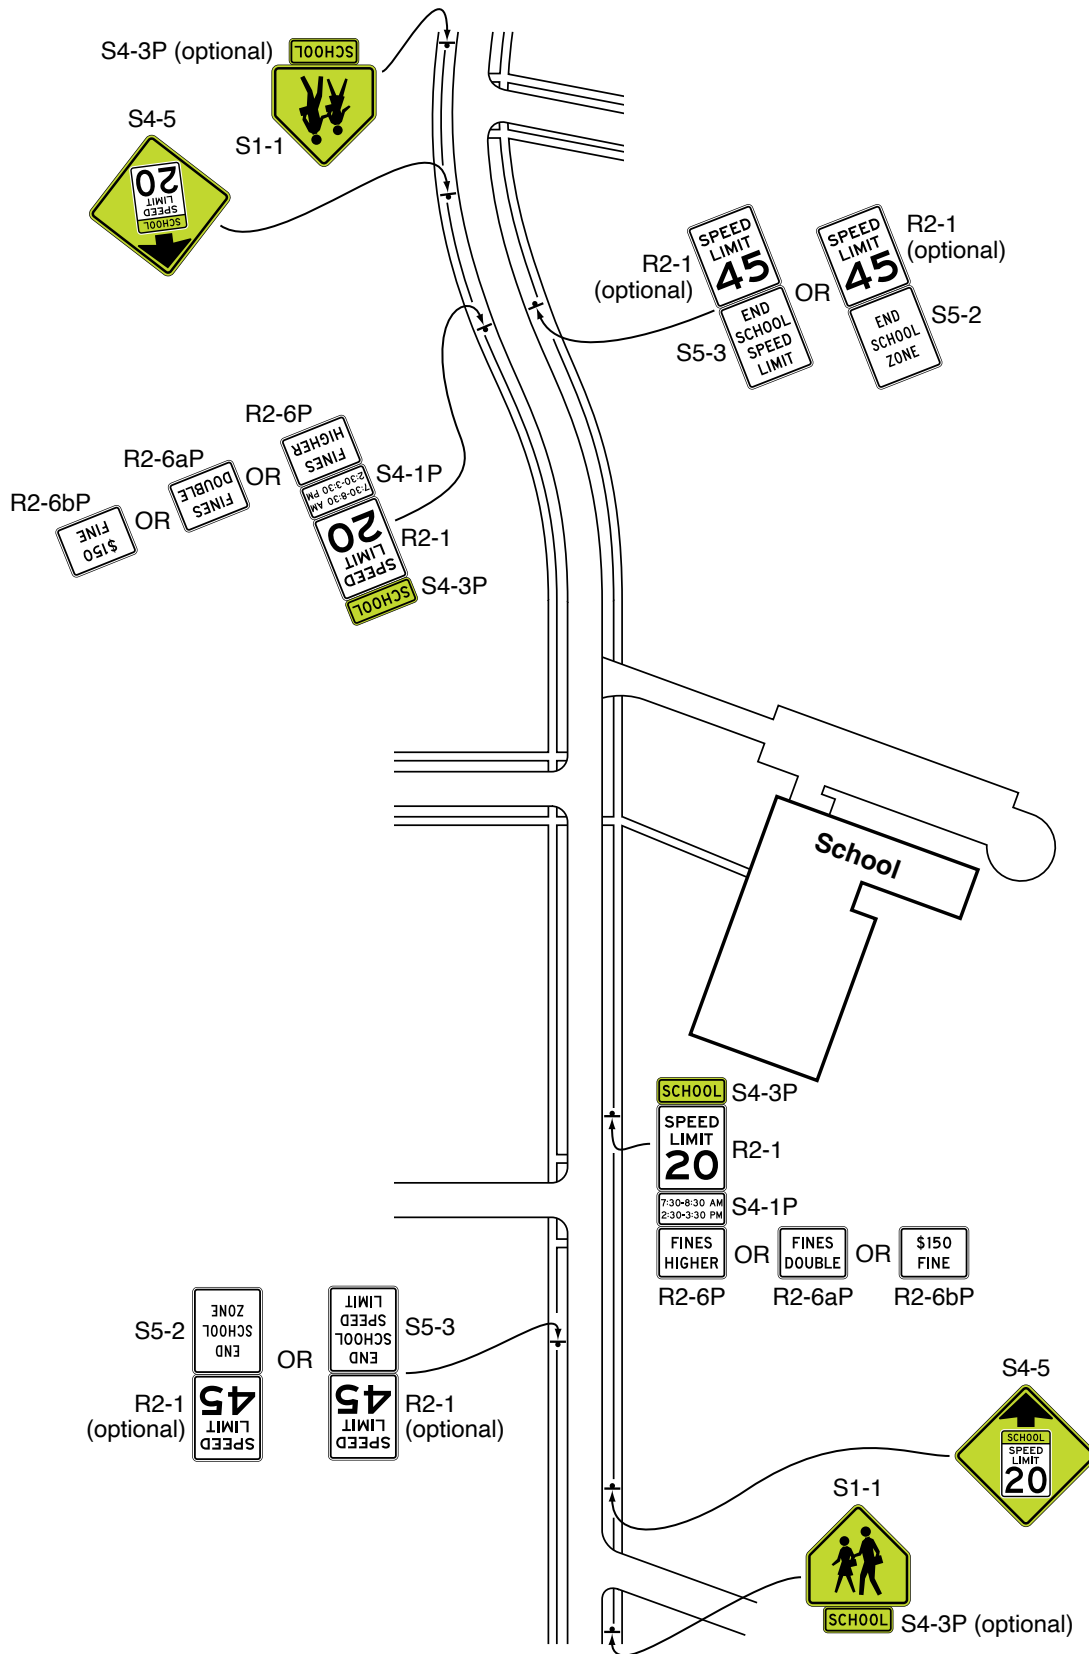 S4-3P (optional)
SCHOOL
S1-1
S4-5
SCHOOL
SPEED
LIMIT
20
R2-1
(optional)
SPEED
LIMIT
45
END
SCHOOL
SPEED
LIMIT
S5-3
OR
SPEED
LIMIT
45
END
SCHOOL
ZONE
R2-1
(optional)
S5-2
R2-6bP
$150
FINE
OR
R2-6aP
FINES
DOUBLE
OR
R2-6P
SCHOOL
SPEED
LIMIT
20
7:30-8:30 AM
2:30-3:30 PM
FINES
HIGHER
S4-1P
R2-1
S4-3P
School
SCHOOL
S4-3P
SPEED
LIMIT
20
R2-1
7:30-8:30 AM
2:30-3:30 PM
S4-1P
FINES
HIGHER
R2-6P
OR
FINES
DOUBLE
R2-6aP
OR
$150
FINE
R2-6bP
S5-2
R2-1
(optional)
SPEED
LIMIT
45
END
SCHOOL
ZONE
OR
SPEED
LIMIT
45
END
SCHOOL
SPEED
LIMIT
S5-3
R2-1
(optional)
S4-5
SCHOOL
SPEED
LIMIT
20
S1-1
SCHOOL
S4-3P (optional)